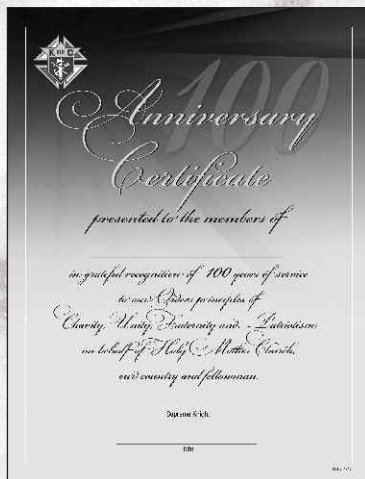 K OF C
100
Anniversary
Certificate
presented to the members of
in grateful recognition of 100 years of service
to our Orders principles of
Charity, Unity, Fraternity and Patriotism
on behalf of Holy Mother Church,
our country and fellowman.
Supreme Knight
Date